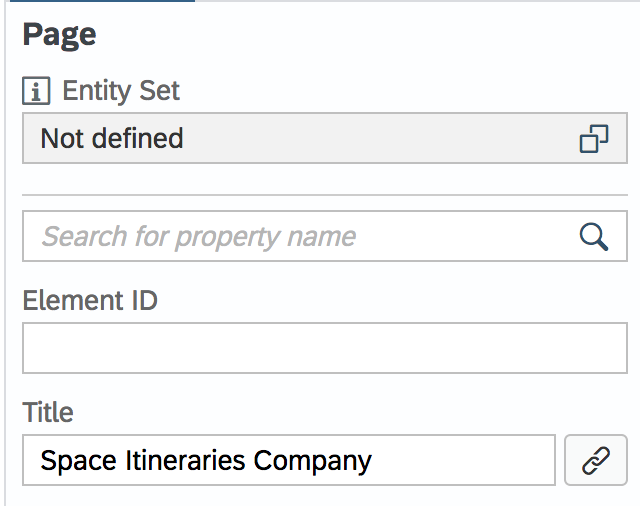 Page
Entity Set
Not defined
Search for property name
Element ID
Title
Space Itineraries Company